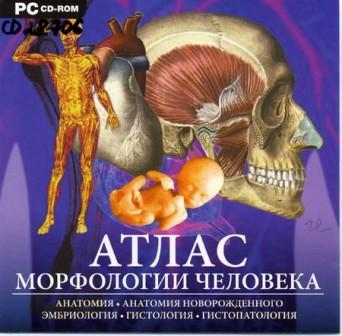 PC CD-ROM
АТЛАС
МОРФОЛОГИИ ЧЕЛОВЕКА
АНАТОМИЯ • АНАТОМИЯ НОВОРОЖДЕННОГО
ЭМБРИОЛОГИЯ • ГИСТОЛОГИЯ • ГИСТОПАТОЛОГИЯ